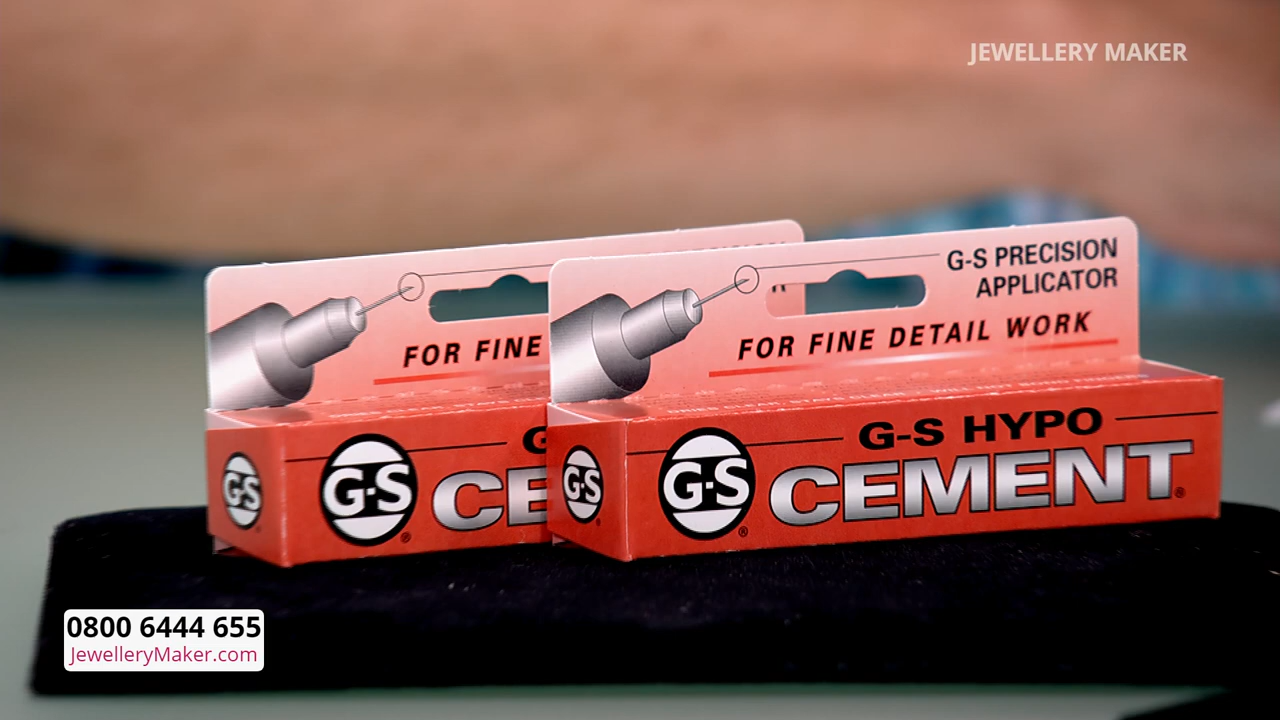 JEWELLERY MAKER
G-S PRECISION
APPLICATOR
FOR FINE DETAIL WORK
G-S HYPO
CEMENT®
G-S®
G-S
FOR FINE
G
CE
G-S®
G-S
0800 6444 655
JewelleryMaker.com